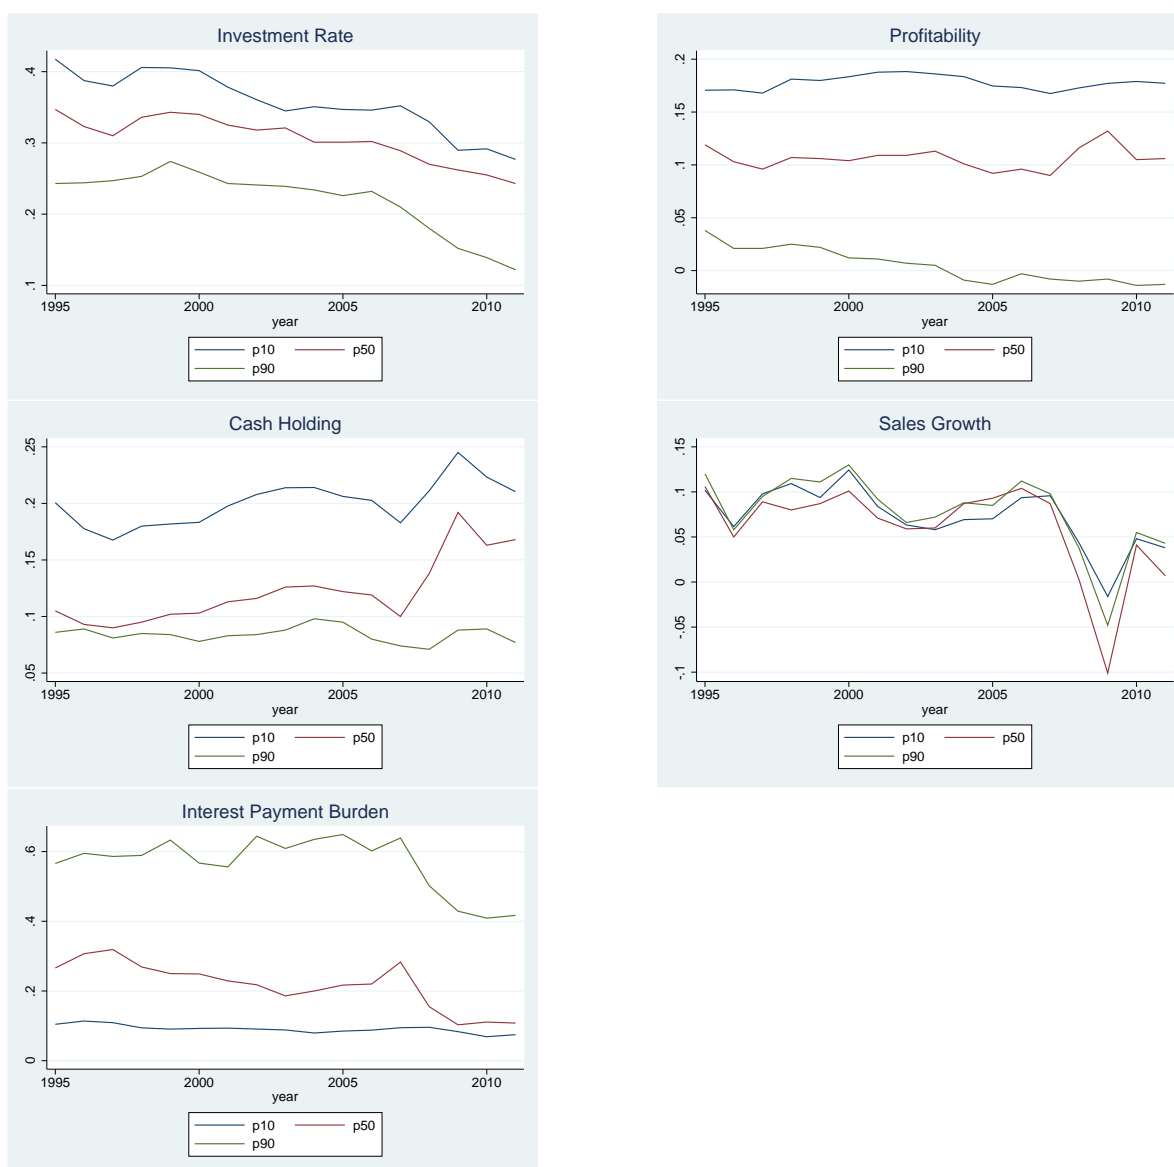 Investment Rate
.4
.3
.2
.1
1995 2000 2005 2010
year
p10 p50
p90
Profitability
.2
.15
.1
.05
0
1995 2000 2005 2010
year
p10 p50
p90
Cash Holding
.25
.2
.15
.1
.05
1995 2000 2005 2010
year
p10 p50
p90
Sales Growth
.15
.1
.05
0
-.05
-.1
1995 2000 2005 2010
year
p10 p50
p90
Interest Payment Burden
.6
.4
.2
0
1995 2000 2005 2010
year
p10 p50
p90